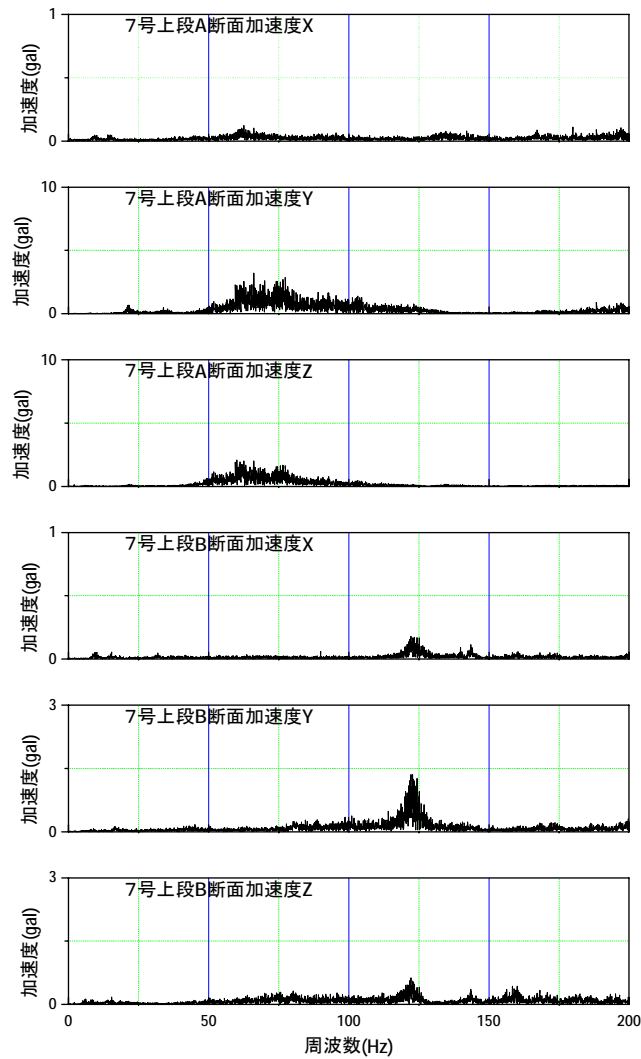 1
7号上段A断面加速度X
加速度(gal)
0
10
7号上段A断面加速度Y
加速度(gal)
0
10
7号上段A断面加速度Z
加速度(gal)
0
1
7号上段B断面加速度X
加速度(gal)
0
3
7号上段B断面加速度Y
加速度(gal)
0
3
7号上段B断面加速度Z
加速度(gal)
0
0 50 100 150 200
周波数(Hz)